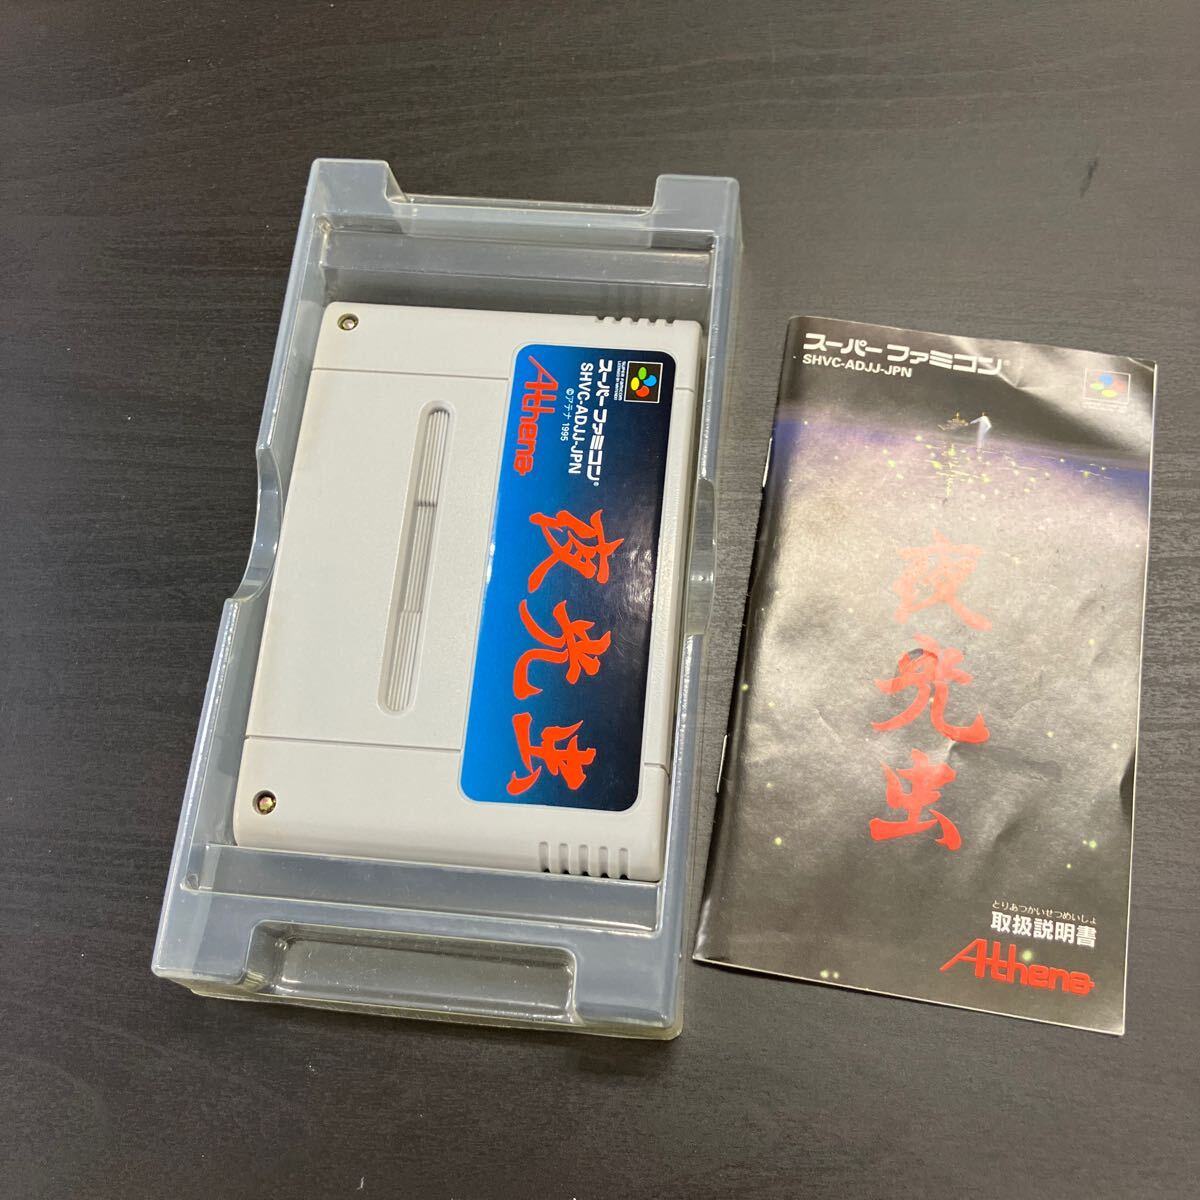 SUPER FAMICOM
スーパーファミコン®
SHVC-ADJJ-JPN
©アテナ 1995
Athena
夜光虫
スーパーファミコン®
SHVC-ADJJ-JPN
夜光虫
とりあつかいせつめいしょ
取扱説明書
Athena